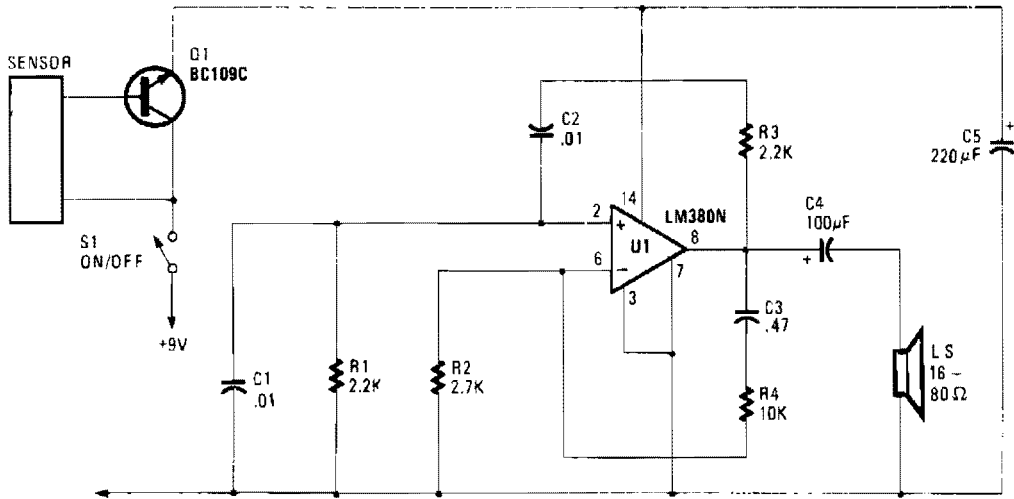 SENSOR
Q1
BC109C
S1
ON/OFF
+9V
C1
.01
R1
2.2K
R2
2.7K
C2
.01
R3
2.2K
14
2
+
6
−
U1
LM380N
8
7
3
C3
.47
R4
10K
C4
100µF
+
C5
220µF
+
LS
16 –
80Ω